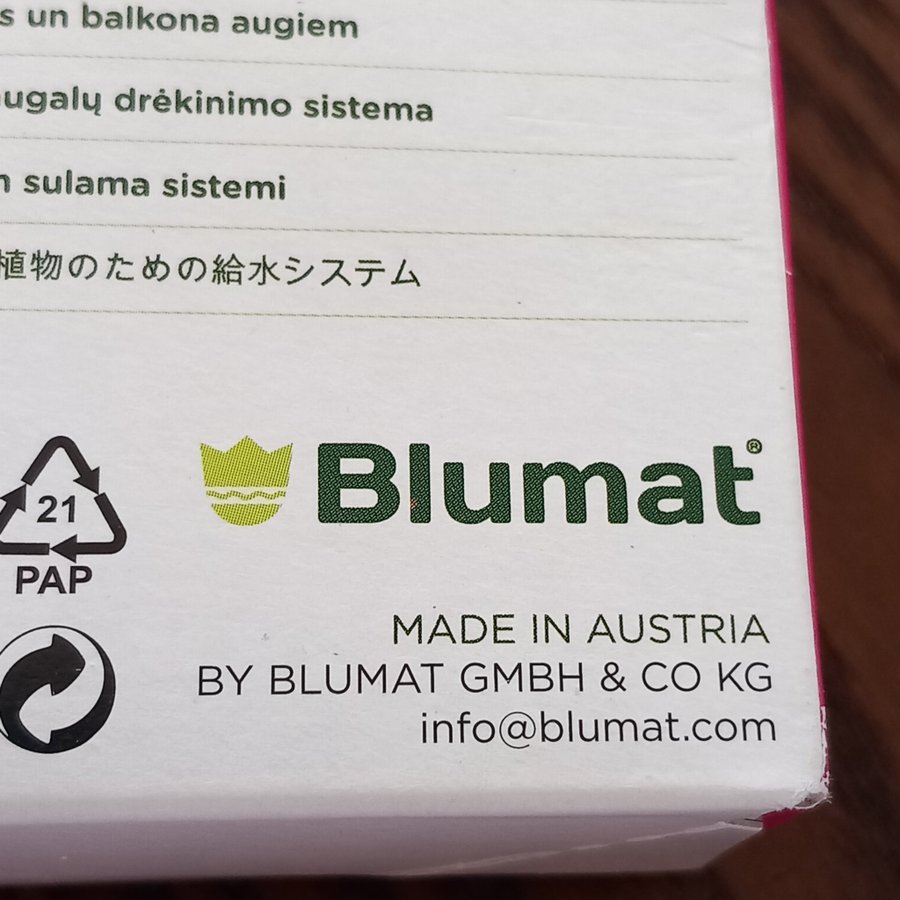 un balkona augiem
drėkinimo sistema
sulama sistemi
植物のための給水システム
21
PAP
Blumat®
MADE IN AUSTRIA
BY BLUMAT GMBH & CO KG
info@blumat.com